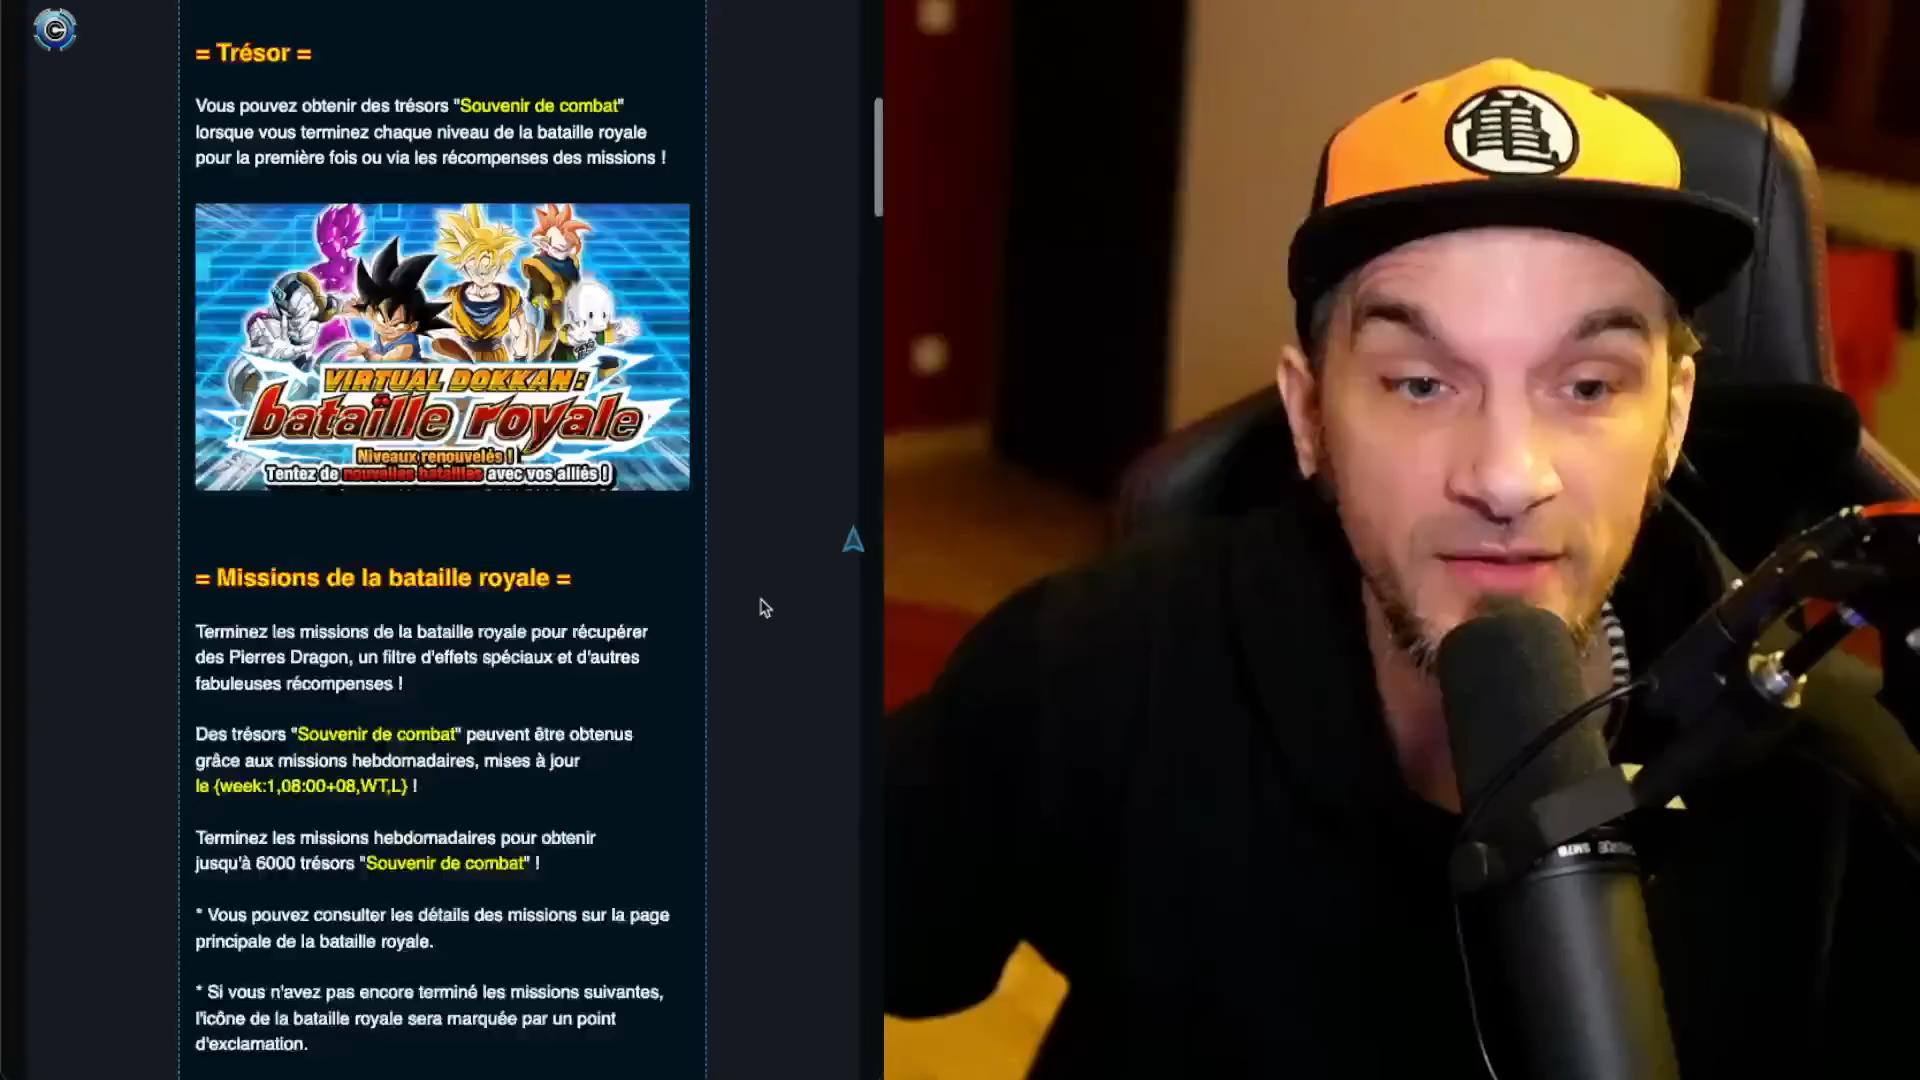 = Trésor =
Vous pouvez obtenir des trésors "Souvenir de combat"
lorsque vous terminez chaque niveau de la bataille royale
pour la première fois ou via les récompenses des missions !
VIRTUAL DOKKAN :
bataille royale
Niveaux renouvelés !
Tentez de nouvelles batailles avec vos alliés !
= Missions de la bataille royale =
Terminez les missions de la bataille royale pour récupérer
des Pierres Dragon, un filtre d'effets spéciaux et d'autres
fabuleuses récompenses !
Des trésors "Souvenir de combat" peuvent être obtenus
grâce aux missions hebdomadaires, mises à jour
le {week:1,08:00+08,WT,L} !
Terminez les missions hebdomadaires pour obtenir
jusqu'à 6000 trésors "Souvenir de combat" !
* Vous pouvez consulter les détails des missions sur la page
principale de la bataille royale.
* Si vous n'avez pas encore terminé les missions suivantes,
l'icône de la bataille royale sera marquée par un point
d'exclamation.
亀